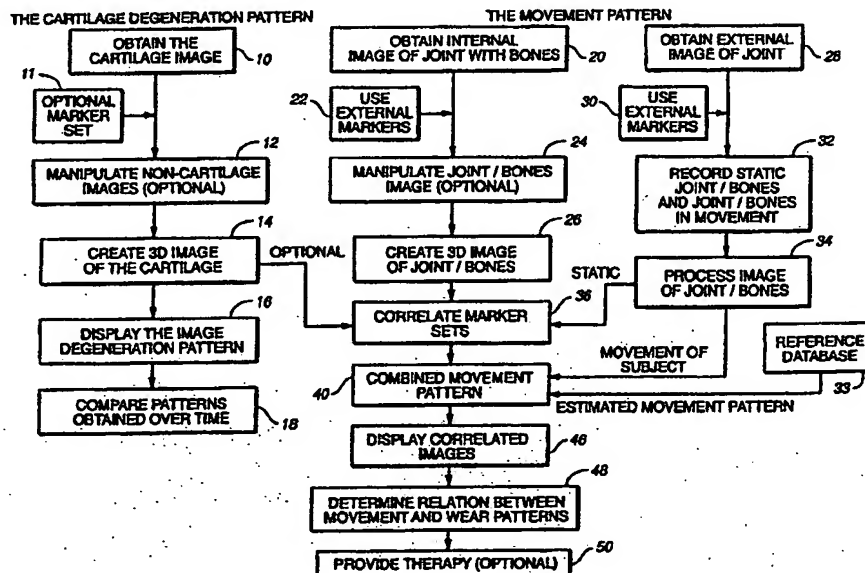 THE CARTILAGE DEGENERATION PATTERN
OBTAIN THE
CARTILAGE IMAGE
10
11
OPTIONAL
MARKER
SET
12
MANIPULATE NON-CARTILAGE
IMAGES (OPTIONAL)
14
CREATE 3D IMAGE
OF THE CARTILAGE
OPTIONAL
16
DISPLAY THE IMAGE
DEGENERATION PATTERN
COMPARE PATTERNS
OBTAINED OVER TIME
18
THE MOVEMENT PATTERN
OBTAIN INTERNAL
IMAGE OF JOINT WITH BONES
20
22
USE
EXTERNAL
MARKERS
24
MANIPULATE JOINT / BONES
IMAGE (OPTIONAL)
26
CREATE 3D IMAGE
OF JOINT / BONES
OBTAIN EXTERNAL
IMAGE OF JOINT
28
30
USE
EXTERNAL
MARKERS
32
RECORD STATIC
JOINT / BONES
AND JOINT / BONES
IN MOVEMENT
34
PROCESS IMAGE
OF JOINT / BONES
STATIC
36
CORRELATE MARKER
SETS
MOVEMENT OF
SUBJECT
REFERENCE
DATABASE
33
40
COMBINED MOVEMENT
PATTERN
ESTIMATED MOVEMENT PATTERN
DISPLAY CORRELATED
IMAGES
46
48
DETERMINE RELATION BETWEEN
MOVEMENT AND WEAR PATTERNS
50
PROVIDE THERAPY (OPTIONAL)